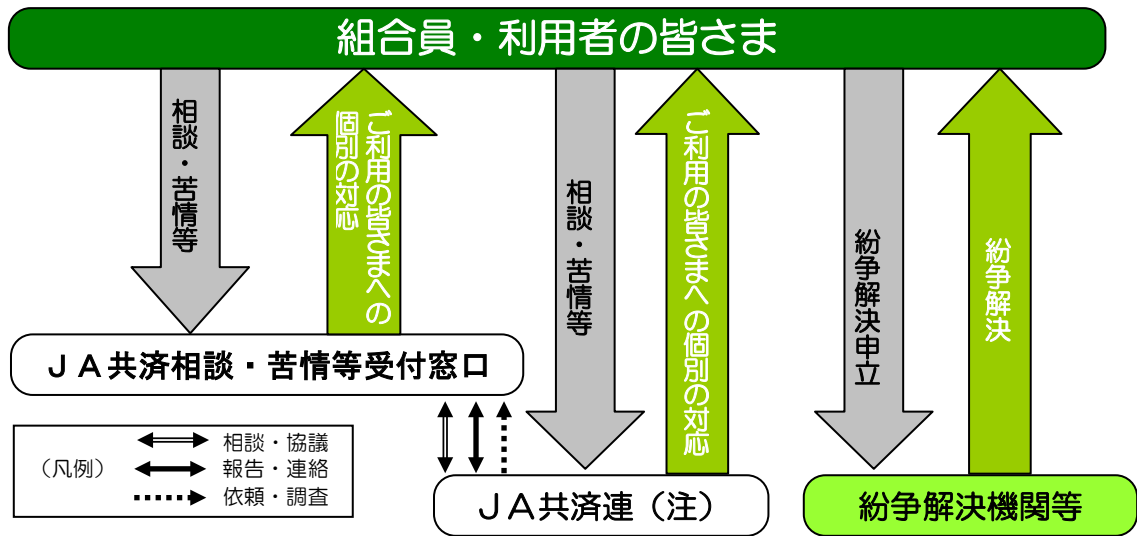 組合員・利用者の皆さま
相談・苦情等
ご利用の皆さまへの
個別の対応
相談・苦情等
ご利用の皆さまへの個別の対応
紛争解決申立
紛争解決
ＪＡ共済相談・苦情等受付窓口
（凡例）
相談・協議
報告・連絡
依頼・調査
ＪＡ共済連（注）
紛争解決機関等